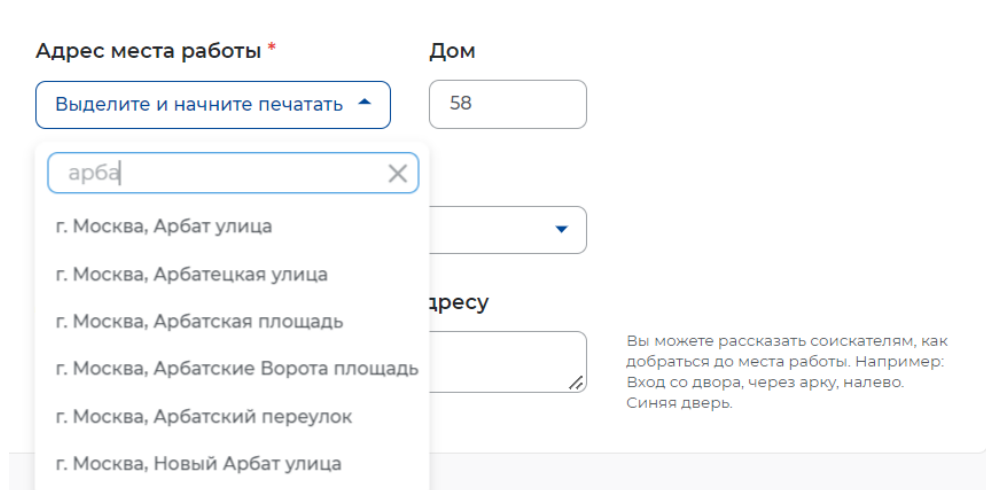 Адрес места работы *
Дом
Выделите и начните печатать
58
арба
г. Москва, Арбат улица
г. Москва, Арбатецкая улица
г. Москва, Арбатская площадь
г. Москва, Арбатские Ворота площадь
г. Москва, Арбатский переулок
г. Москва, Новый Арбат улица
Вы можете рассказать соискателям, как
добраться до места работы. Например:
Вход со двора, через арку, налево.
Синяя дверь.